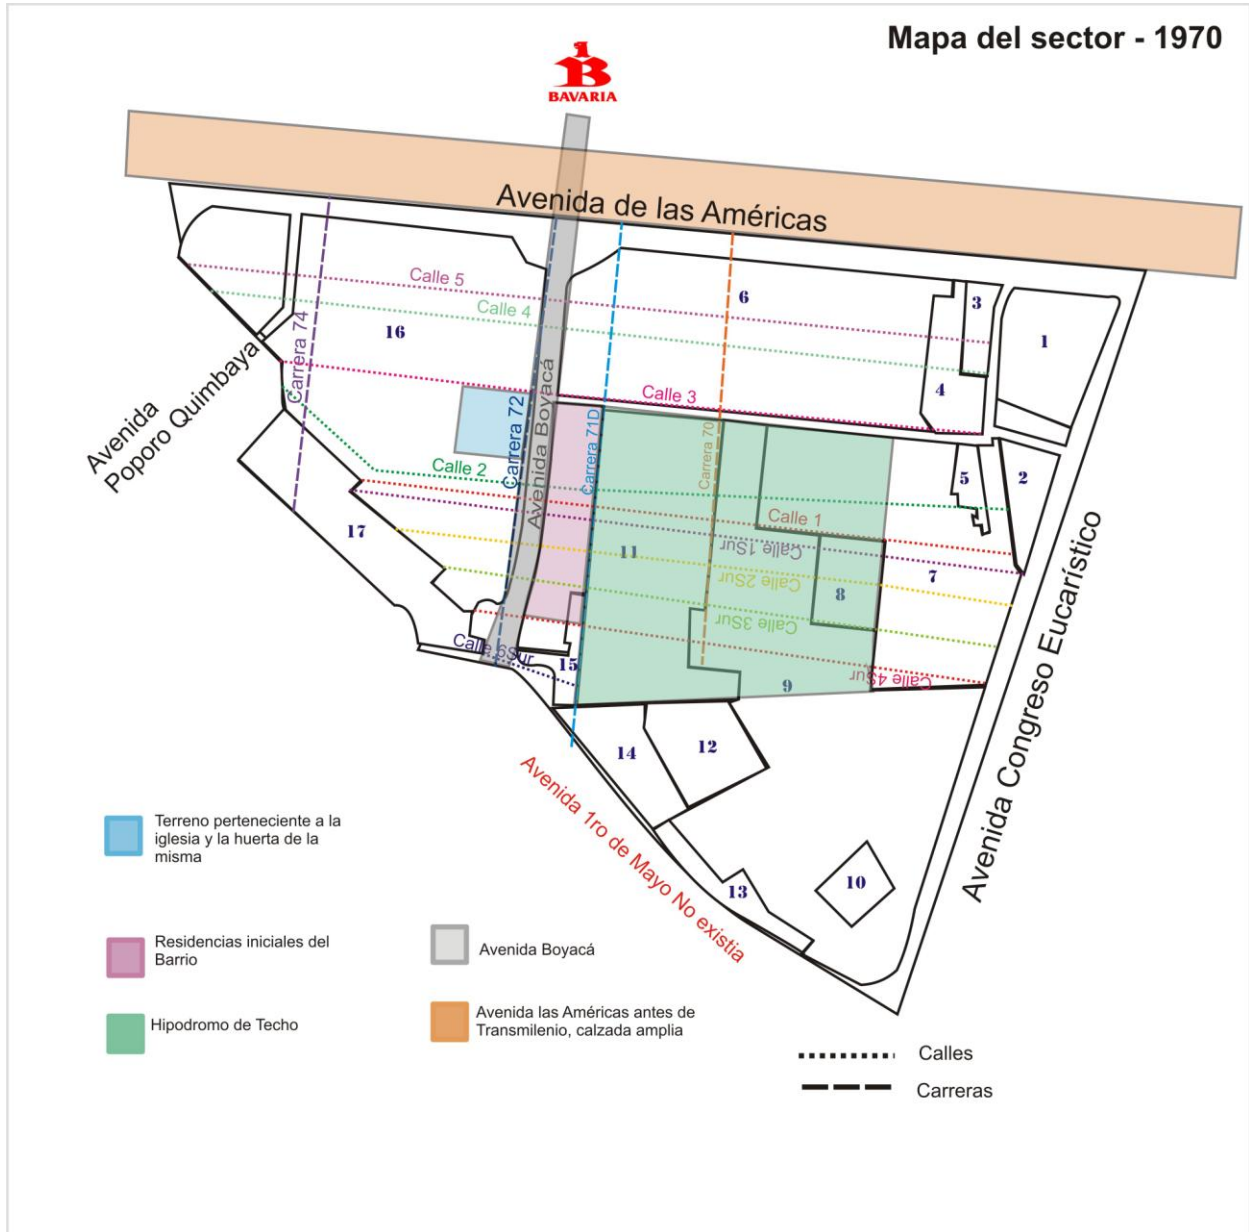 Mapa del sector - 1970
1
B
BAVARIA
Avenida de las Américas
Calle 5
Calle 4
6
3
1
16
4
Carrera 74
Calle 3
Avenida
Poporo Quimbaya
Carrera 72
Avenida Boyacá
Carrera 71D
Carrera 70
Calle 2
5
2
17
Calle 1
11
Calle 1Sur
7
Calle 2Sur
8
Calle 3Sur
Calle 6Sur
15
Calle 4Sur
9
14
12
Avenida Congreso Eucarístico
Avenida 1ro de Mayo No existia
13
10
Terreno perteneciente a la
iglesia y la huerta de la
misma
Residencias iniciales del
Barrio
Avenida Boyacá
Hipodromo de Techo
Avenida las Américas antes de
Transmilenio, calzada amplia
Calles
Carreras